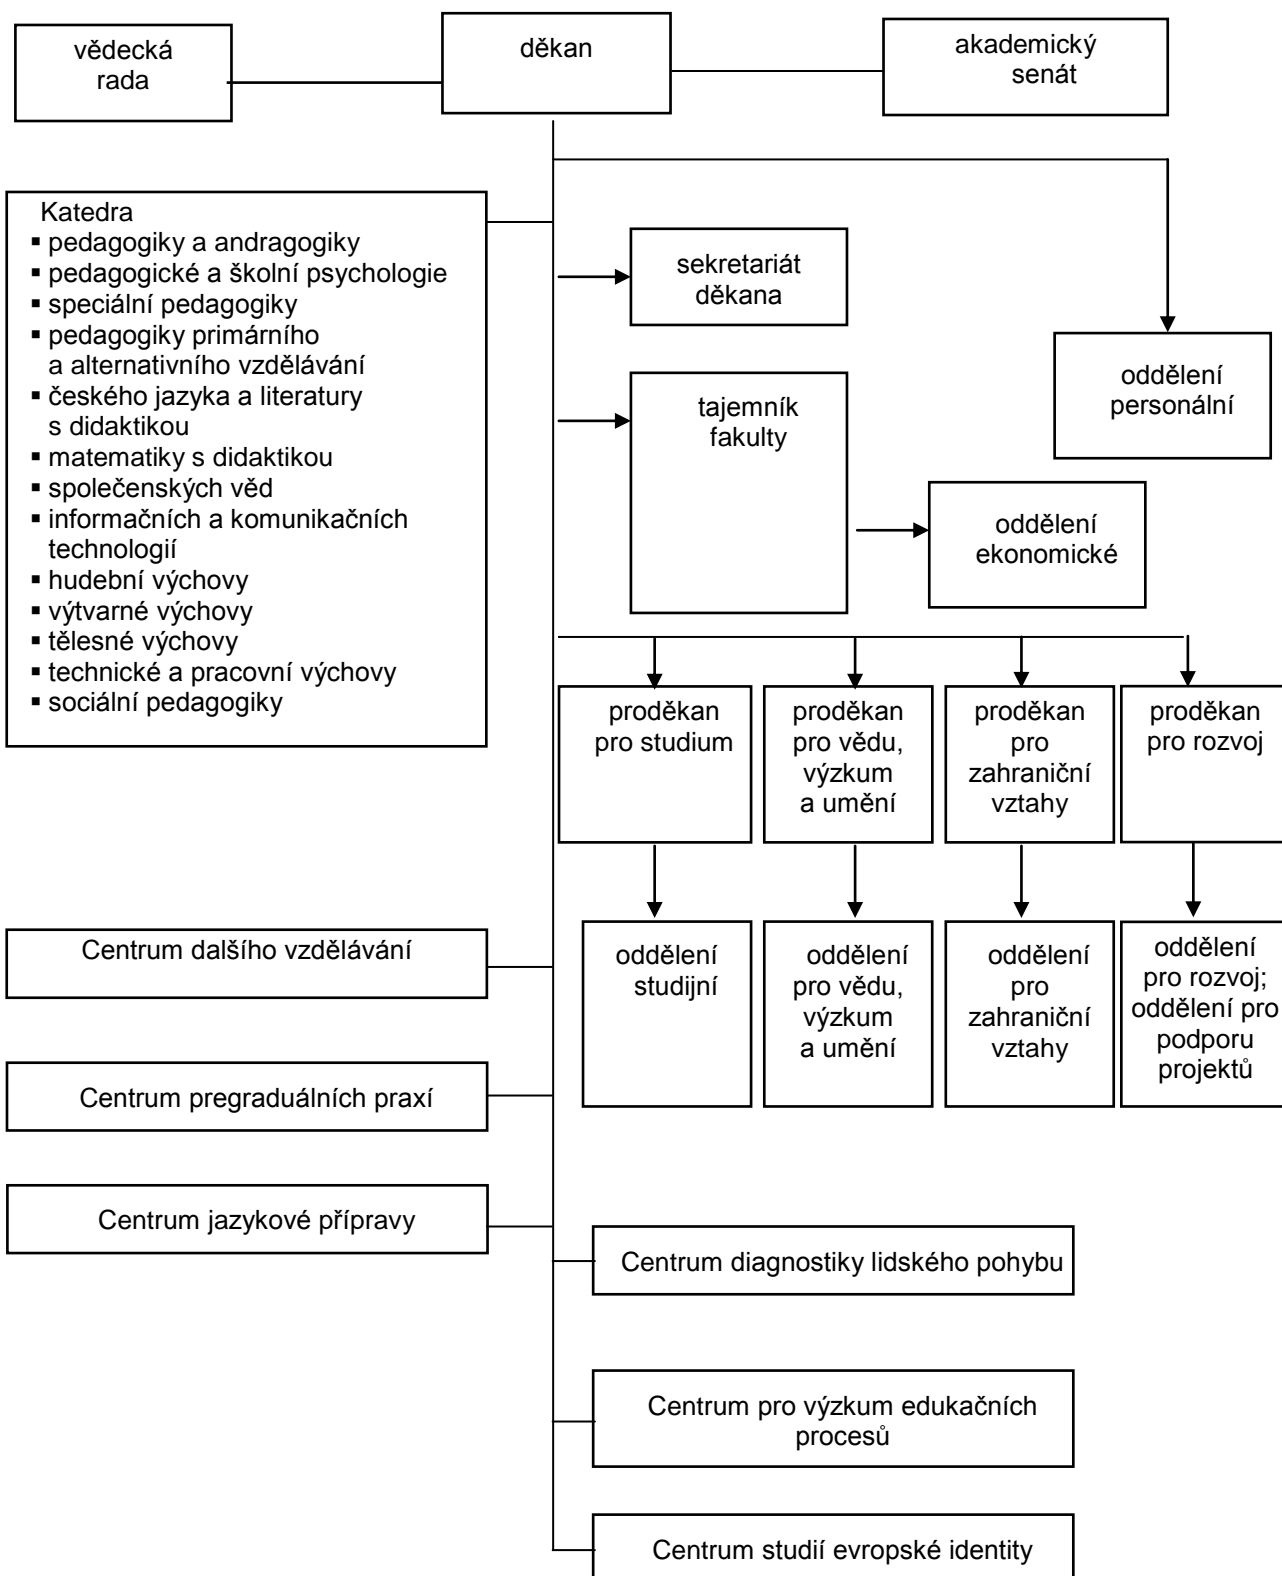 vědecká
rada
děkan
akademický
senát
Katedra
▪ pedagogiky a andragogiky
▪ pedagogické a školní psychologie
▪ speciální pedagogiky
▪ pedagogiky primárního
a alternativního vzdělávání
▪ českého jazyka a literatury
s didaktikou
▪ matematiky s didaktikou
▪ společenských věd
▪ informačních a komunikačních
technologií
▪ hudební výchovy
▪ výtvarné výchovy
▪ tělesné výchovy
▪ technické a pracovní výchovy
▪ sociální pedagogiky
sekretariát
děkana
oddělení
personální
tajemník
fakulty
oddělení
ekonomické
proděkan
pro studium
proděkan
pro vědu,
výzkum
a umění
proděkan
pro
zahraniční
vztahy
proděkan
pro rozvoj
oddělení
studijní
oddělení
pro vědu,
výzkum
a umění
oddělení
pro
zahraniční
vztahy
oddělení
pro rozvoj;
oddělení pro
podporu
projektů
Centrum dalšího vzdělávání
Centrum pregraduálních praxí
Centrum jazykové přípravy
Centrum diagnostiky lidského pohybu
Centrum pro výzkum edukačních
procesů
Centrum studií evropské identity